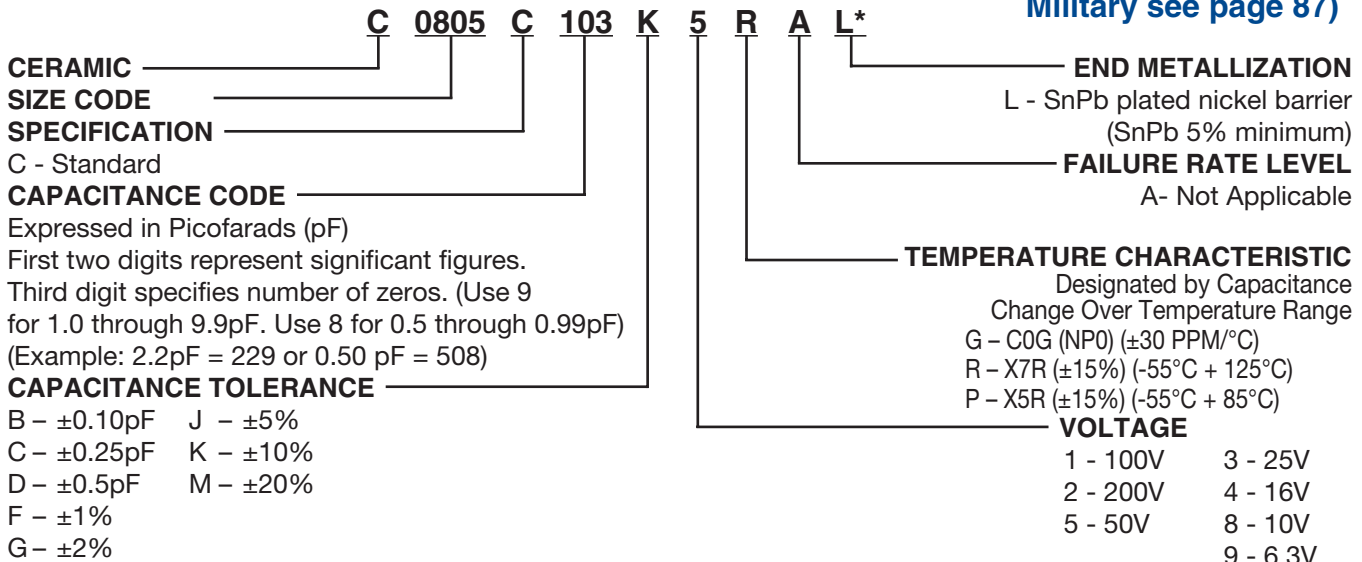 Military see page 87)
C 0805 C 103 K 5 R A L*
CERAMIC
SIZE CODE
SPECIFICATION
C - Standard
CAPACITANCE CODE
Expressed in Picofarads (pF)
First two digits represent significant figures.
Third digit specifies number of zeros. (Use 9
for 1.0 through 9.9pF. Use 8 for 0.5 through 0.99pF)
(Example: 2.2pF = 229 or 0.50 pF = 508)
CAPACITANCE TOLERANCE
B – ±0.10pF J – ±5%
C – ±0.25pF K – ±10%
D – ±0.5pF M – ±20%
F – ±1%
G – ±2%
END METALLIZATION
L - SnPb plated nickel barrier
(SnPb 5% minimum)
FAILURE RATE LEVEL
A- Not Applicable
TEMPERATURE CHARACTERISTIC
Designated by Capacitance
Change Over Temperature Range
G – C0G (NP0) (±30 PPM/°C)
R – X7R (±15%) (-55°C + 125°C)
P – X5R (±15%) (-55°C + 85°C)
VOLTAGE
1 - 100V 3 - 25V
2 - 200V 4 - 16V
5 - 50V 8 - 10V
9 - 6.3V